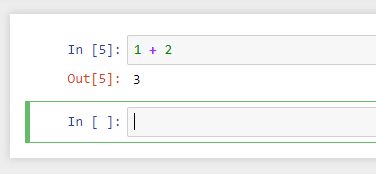 In [5]: 1 + 2
Out[5]: 3
In [ ]: